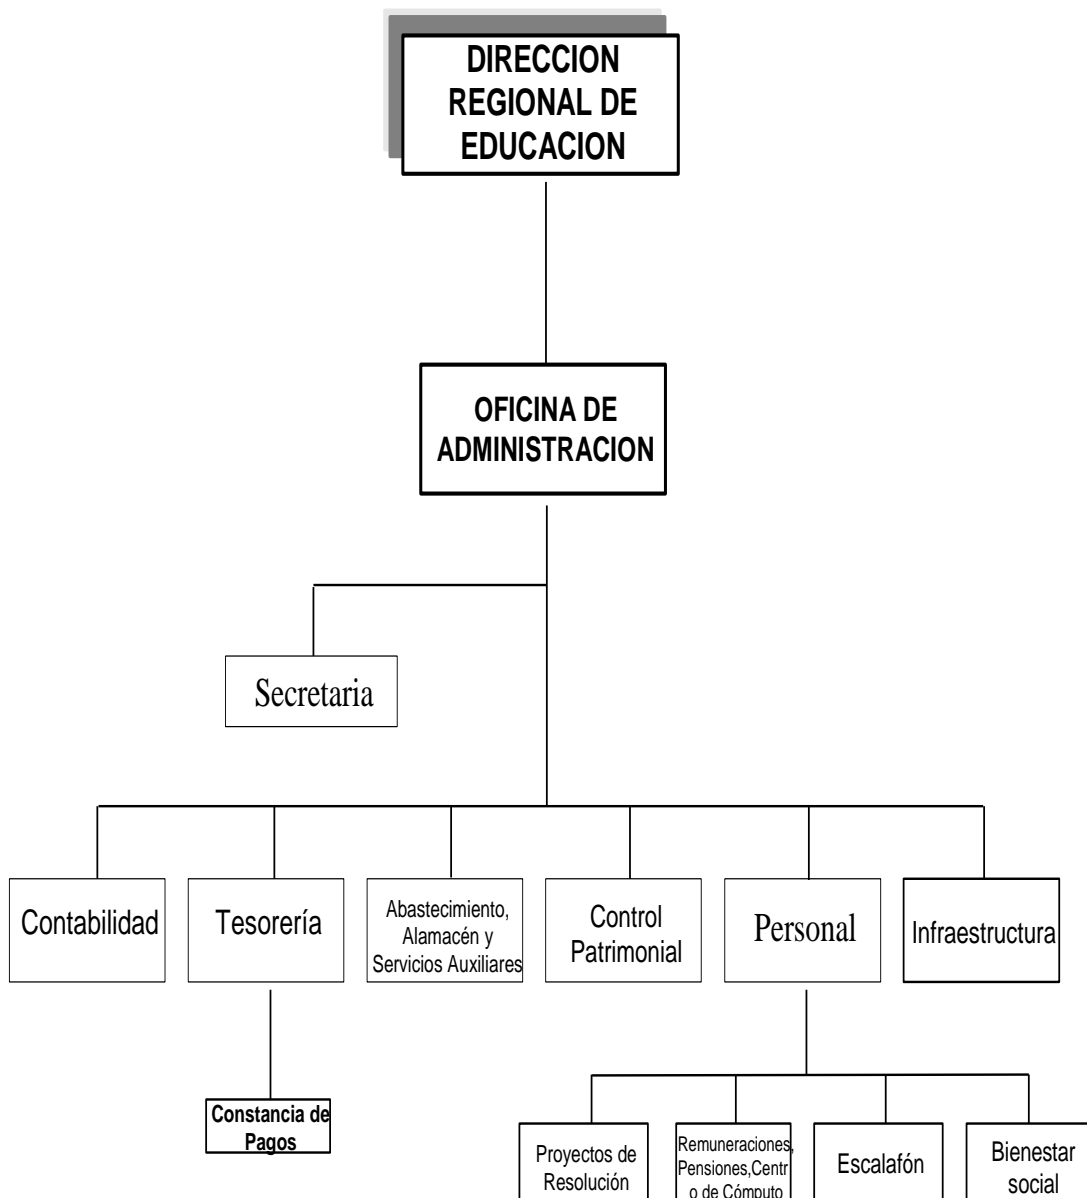 DIRECCION
REGIONAL DE
EDUCACION
OFICINA DE
ADMINISTRACION
Secretaria
Contabilidad
Tesorería
Abastecimiento,
Alamacén y
Servicios Auxiliares
Control
Patrimonial
Personal
Infraestructura
Constancia de
Pagos
Proyectos de
Resolución
Remuneraciones,
Pensiones,Centr
o de Cómputo
Escalafón
Bienestar
social